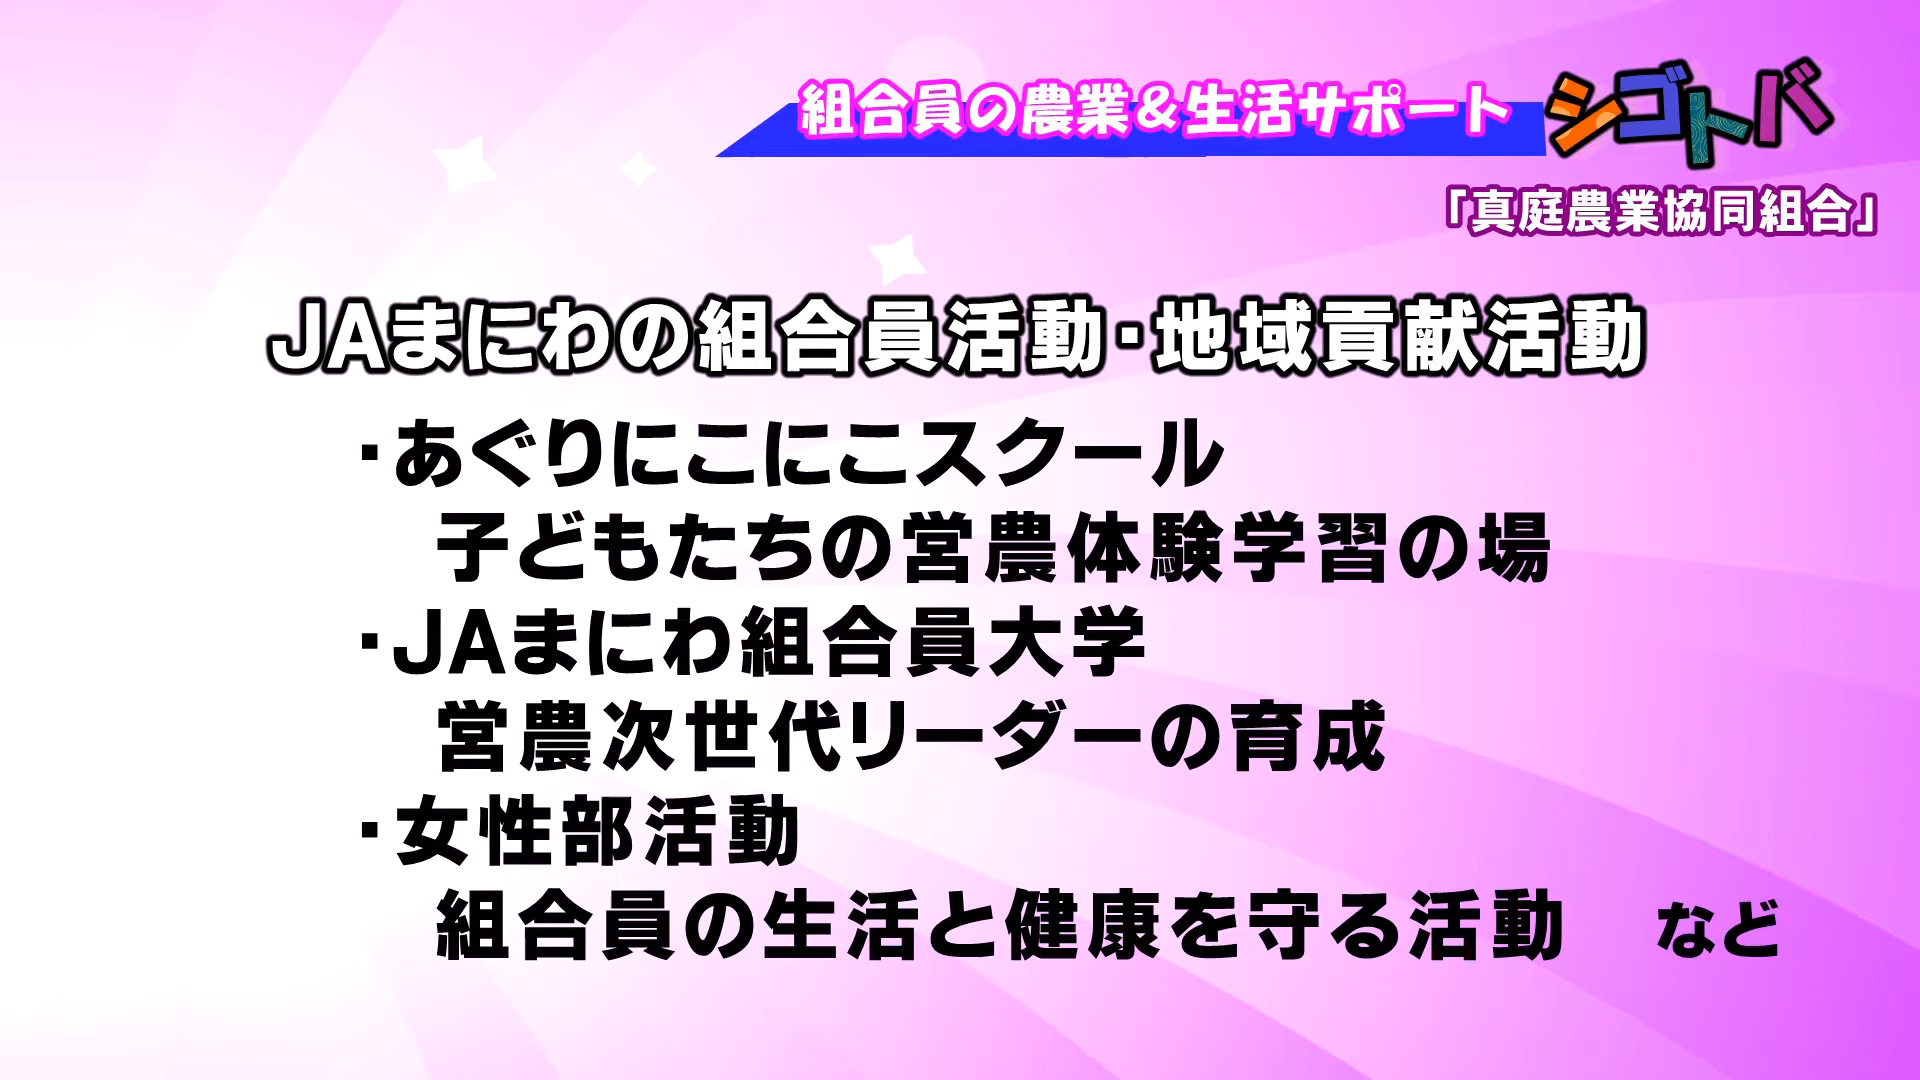 組合員の農業&生活サポート
シゴトバ
「真庭農業協同組合」
JAまにわの組合員活動・地域貢献活動
・あぐりにこにこスクール
子どもたちの営農体験学習の場
・JAまにわ組合員大学
営農次世代リーダーの育成
・女性部活動
組合員の生活と健康を守る活動 など